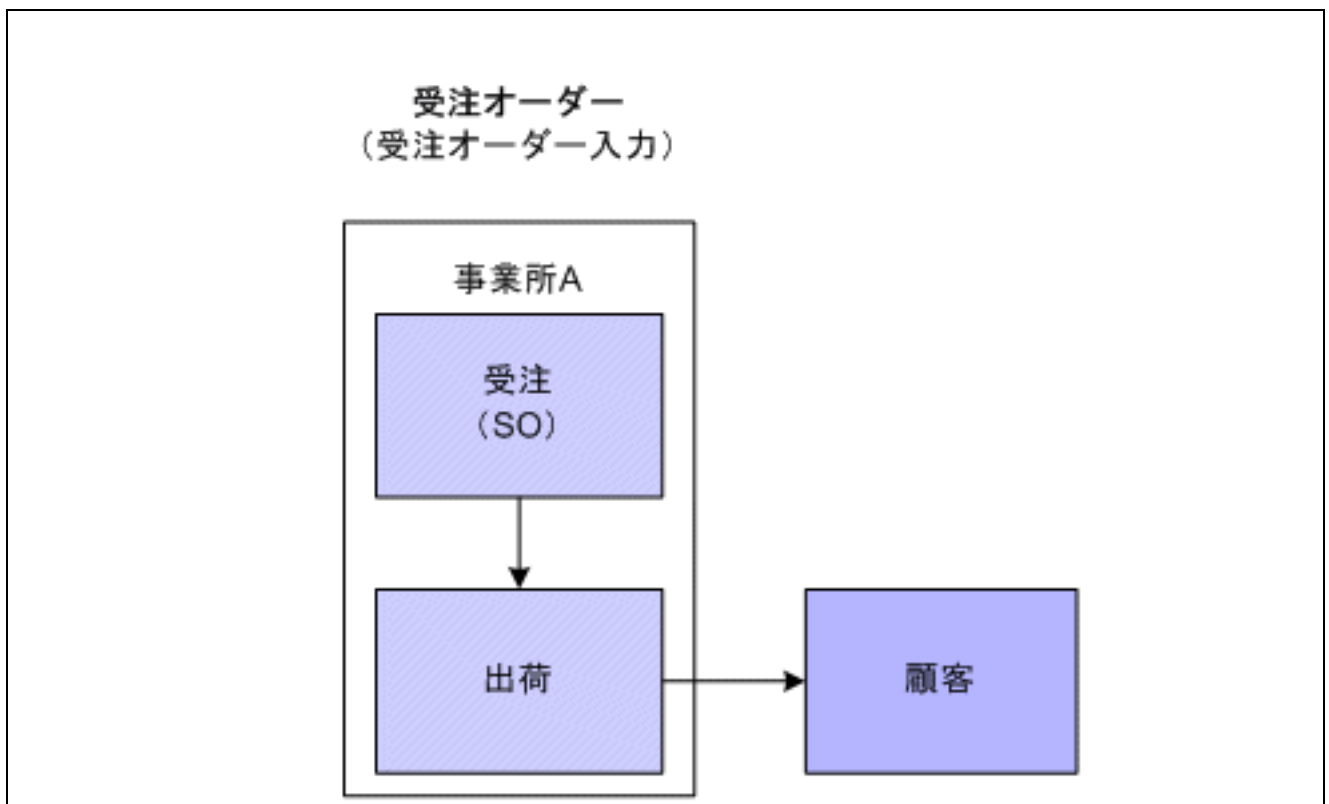 受注オーダー
（受注オーダー入力）
事業所A
受注
（SO）
出荷
顧客